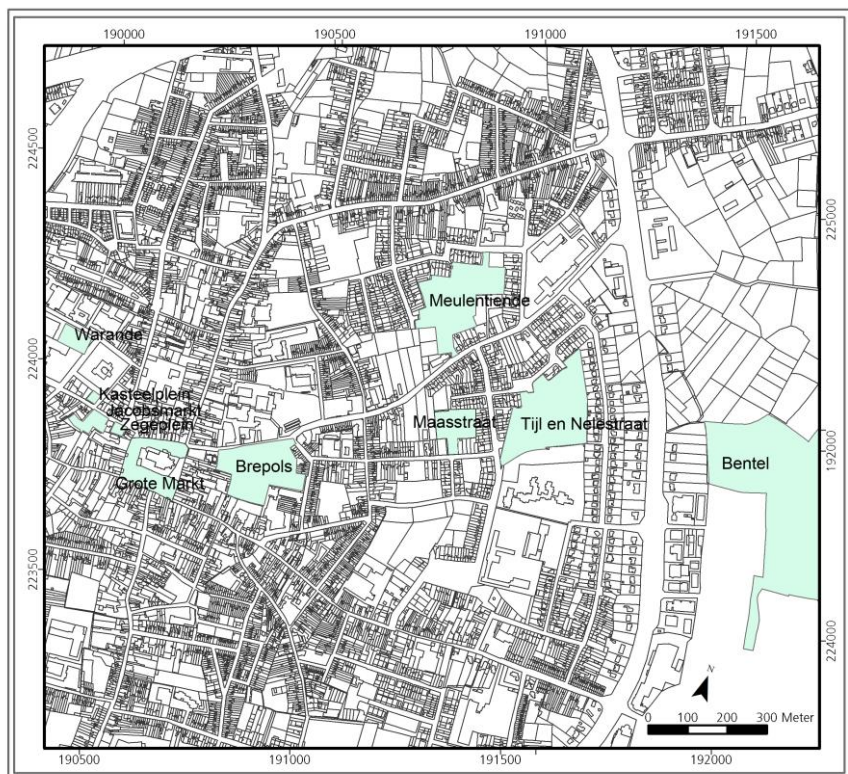 190000
190500
191000
191500
224500
225000
Meulentiende
Warande
224000
Kasteelplein
Jacobsmarkt
Zegeplein
Maasstraat
Tijl en Nelestraat
192000
Brepols
Bentel
Grote Markt
223500
224000
N
0 100 200 300 Meter
190500
191000
191500
192000